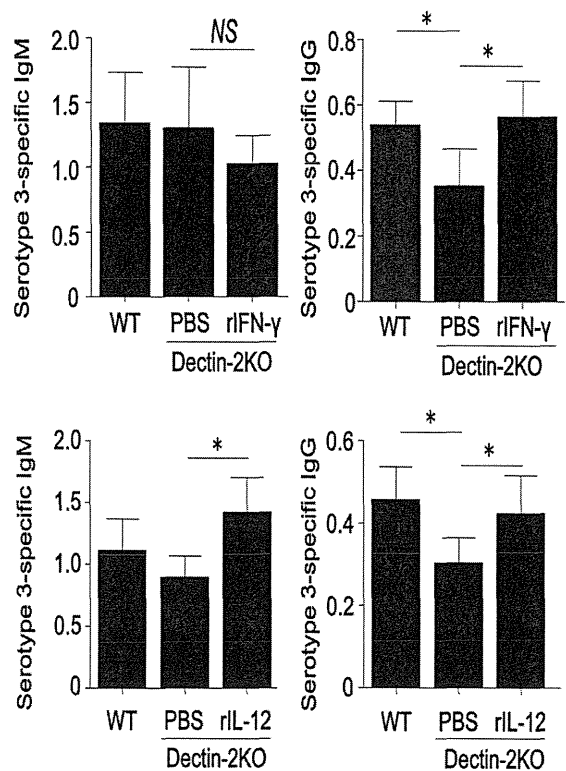 NS
Serotype 3-specific IgM
2.0
1.5
1.0
0.5
0
WT PBS rIFN-γ
Dectin-2KO
* *
Serotype 3-specific IgG
0.8
0.6
0.4
0.2
0
WT PBS rIFN-γ
Dectin-2KO
*
Serotype 3-specific IgM
2.0
1.5
1.0
0.5
0
WT PBS rIL-12
Dectin-2KO
* *
Serotype 3-specific IgG
0.6
0.4
0.2
0
WT PBS rIL-12
Dectin-2KO